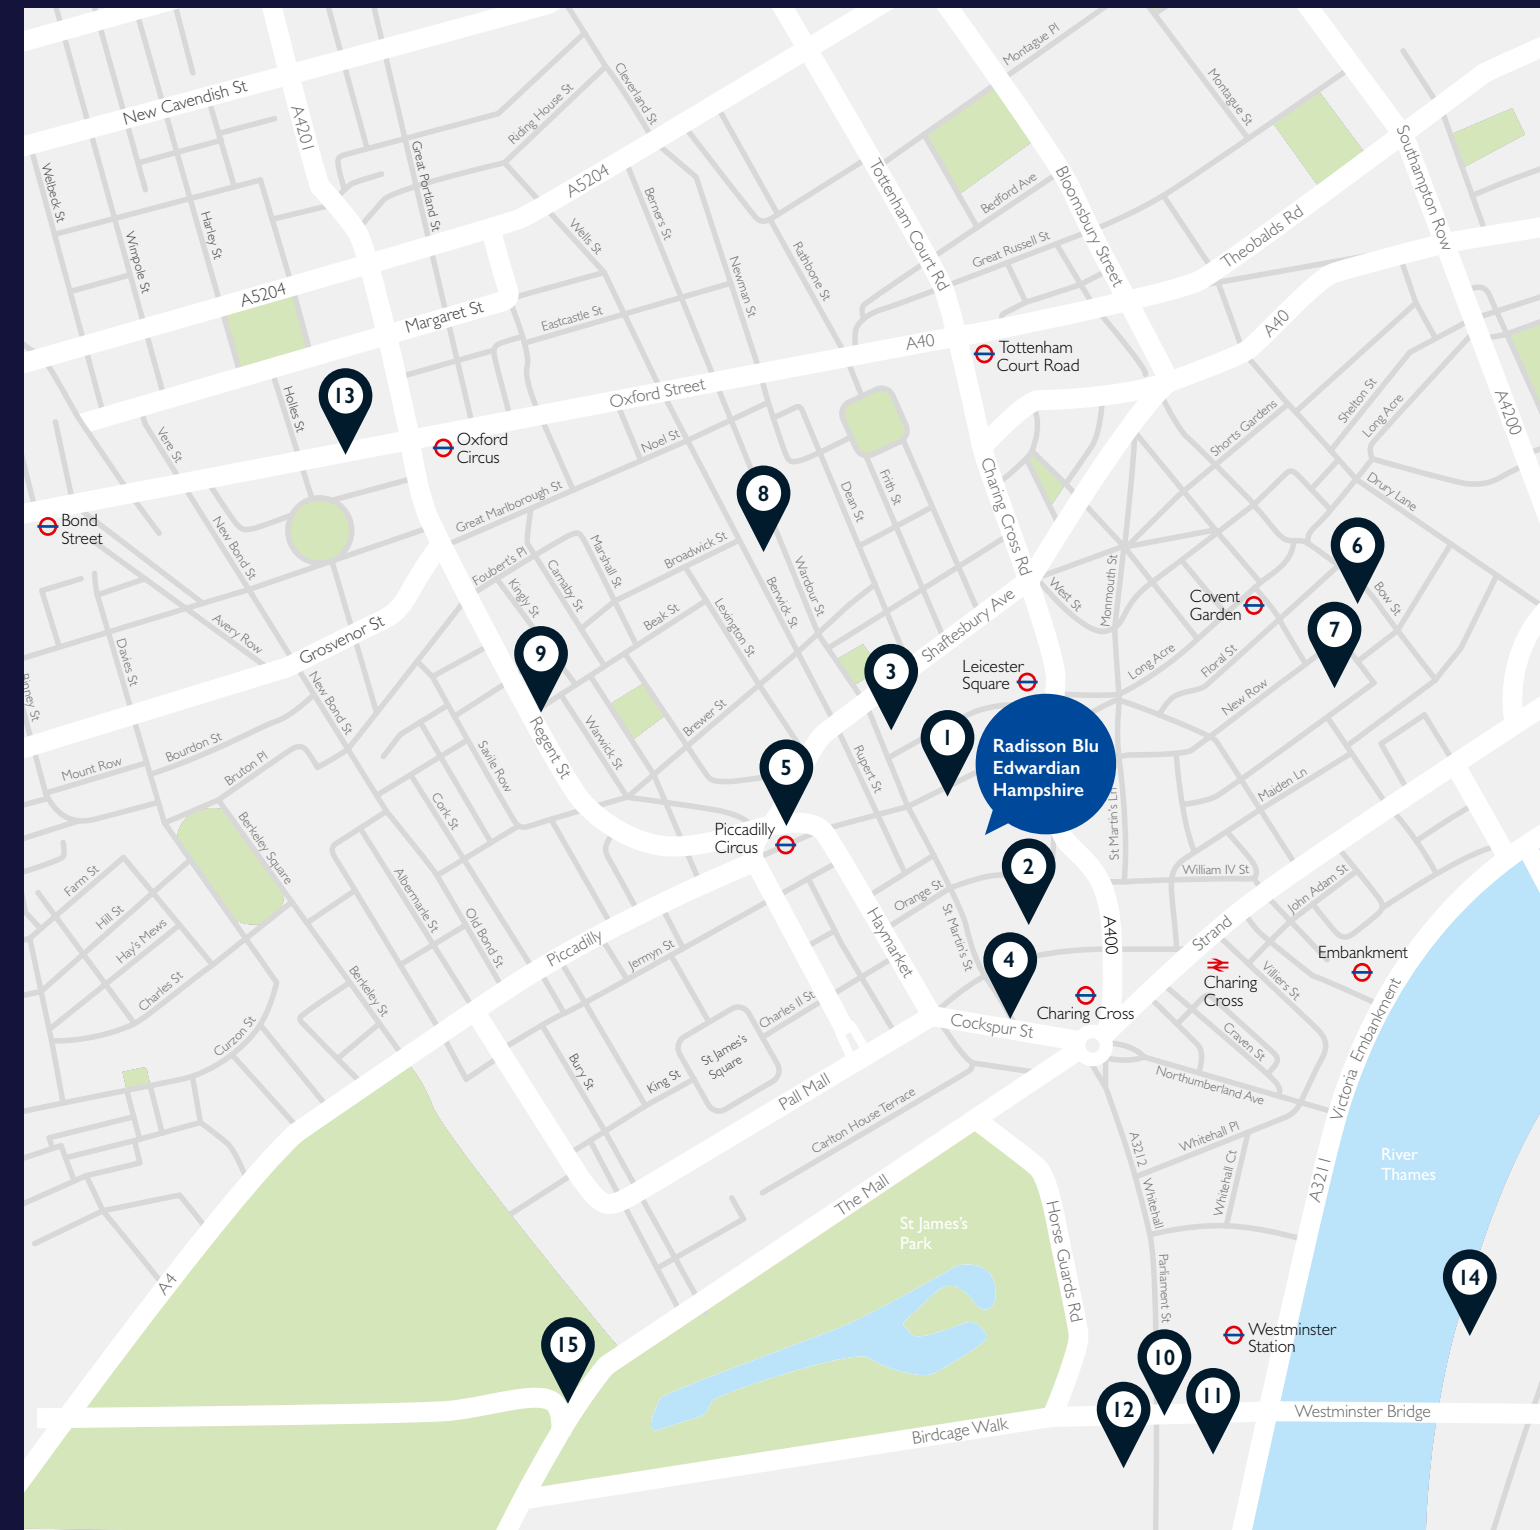 New Cavendish St
A4201
Riding House St
Cleverland St
Montague Pl
Montague St
Southampton Row
Welbeck St
Wimpole St
Harley St
Great Portland St
A5204
Wells St
Berners St
Newman St
Rathbone St
Tottenham Court Rd
Bedford Ave
Great Russell St
Bloomsbury Street
Theobalds Rd
A5204
Margaret St
Eastcastle St
A40
A40
Tottenham
Court Road
Holles St
13
Vere St
Oxford
Circus
Oxford Street
Noel St
Shorts Gardens
Shelton St
Long Acre
A4200
Bond
Street
New Bond St
Great Marlborough St
8
Dean St
Frith St
Charing Cross Rd
Drury Lane
Foubert's Pl
Kingly St
Carnaby St
Marshall St
Broadwick St
Berwick St
Wardour St
Beak St
Lexington St
West St
Monmouth St
Covent
Garden
6
Bow St
7
Avery Row
Grosvenor St
Davies St
Binney St
New Bond St
9
Regent St
Warwick St
Brewer St
3
Shaftesbury Ave
Leicester
Square
Long Acre
Floral St
New Row
Mount Row
Bourdon St
Bruton Pl
Savile Row
Cork St
5
Piccadilly
Circus
Rupert St
1
Radisson Blu
Edwardian
Hampshire
St Martin's Ln
Maiden Ln
Berkeley Square
Farm St
Hill St
Hay's Mews
Charles St
Albermarle St
Old Bond St
Piccadilly
Jermyn St
Haymarket
Orange St
St Martin's St
2
4
A400
William IV St
John Adam St
Strand
Charing
Cross
Villiers St
Embankment
Charing Cross
Cockspur St
Craven St
Berkeley St
Curzon St
Charles II St
St James's
Square
Bury St
King St
Pall Mall
Carlton House Terrace
Northumberland Ave
Victoria Embankment
A3212
Whitehall Pl
Whitehall
Whitehall Ct
A3211
River
Thames
The Mall
St James's
Park
Horse Guards Rd
Parliament St
A4
15
14
Westminster
Station
10
11
12
Birdcage Walk
Westminster Bridge